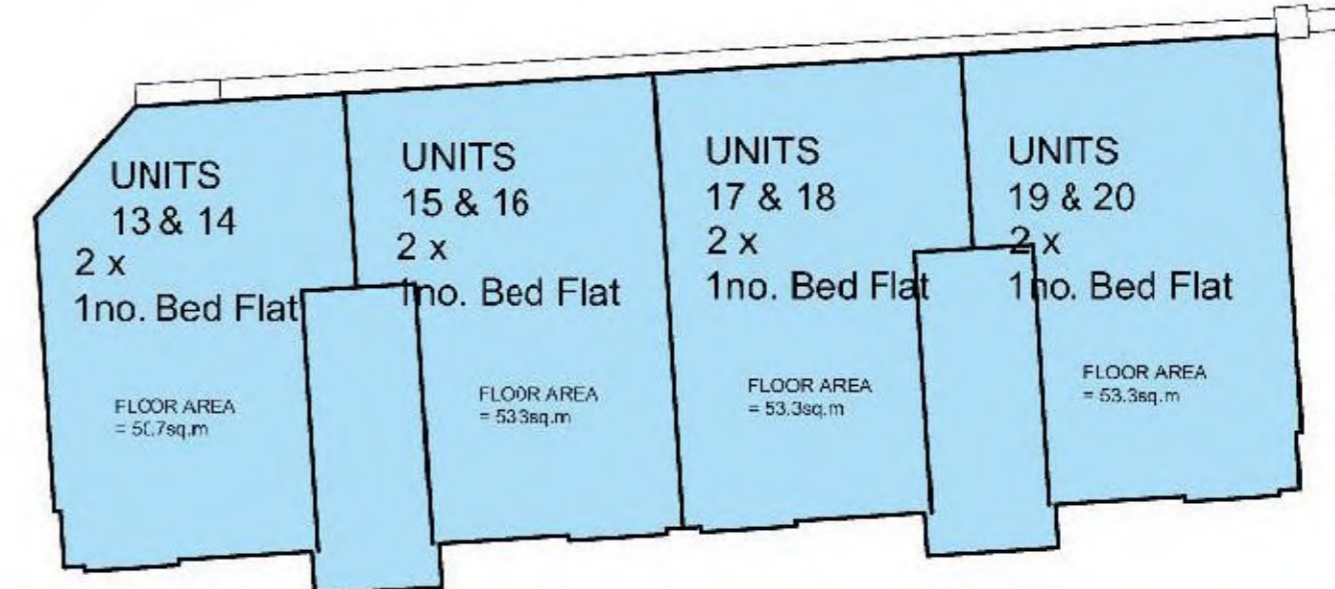 UNITS
13 & 14
2 x
1no. Bed Flat
FLOOR AREA
= 50.7sq.m
UNITS
15 & 16
2 x
1no. Bed Flat
FLOOR AREA
= 53.3sq.m
UNITS
17 & 18
2 x
1no. Bed Flat
FLOOR AREA
= 53.3sq.m
UNITS
19 & 20
2 x
1no. Bed Flat
FLOOR AREA
= 53.3sq.m